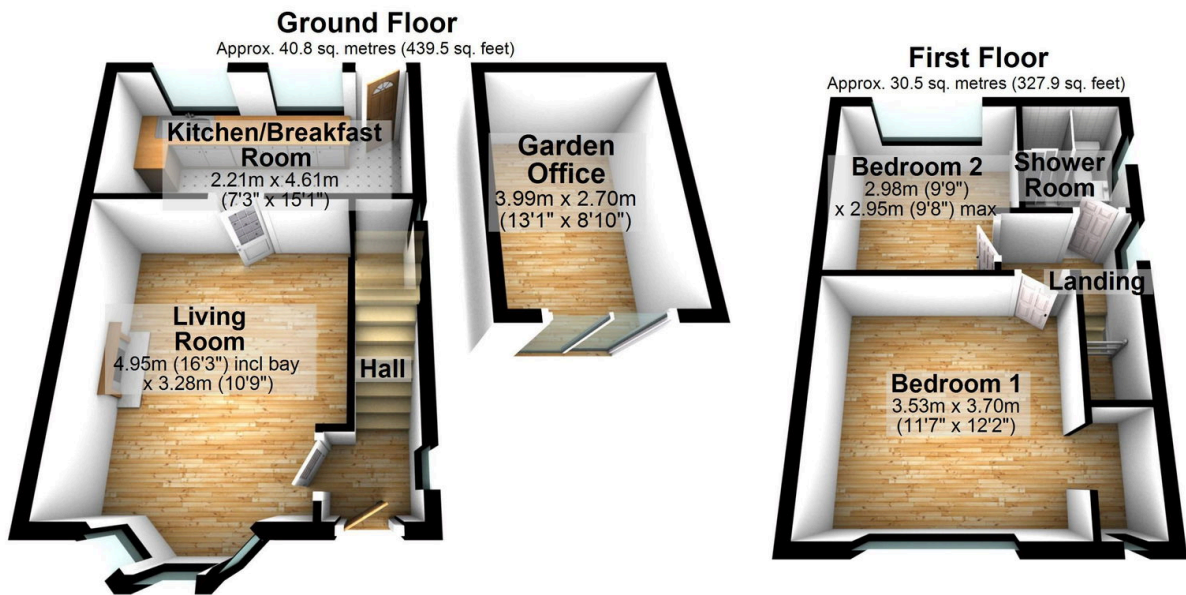 Ground Floor
Approx. 40.8 sq. metres (439.5 sq. feet)
Kitchen/Breakfast
Room
2.21m x 4.61m
(7'3" x 15'1")
Living
Room
4.95m (16'3") incl bay
x 3.28m (10'9")
Hall
Garden
Office
3.99m x 2.70m
(13'1" x 8'10")
First Floor
Approx. 30.5 sq. metres (327.9 sq. feet)
Bedroom 2
2.98m (9'9")
x 2.95m (9'8") max
Shower
Room
Landing
Bedroom 1
3.53m x 3.70m
(11'7" x 12'2")